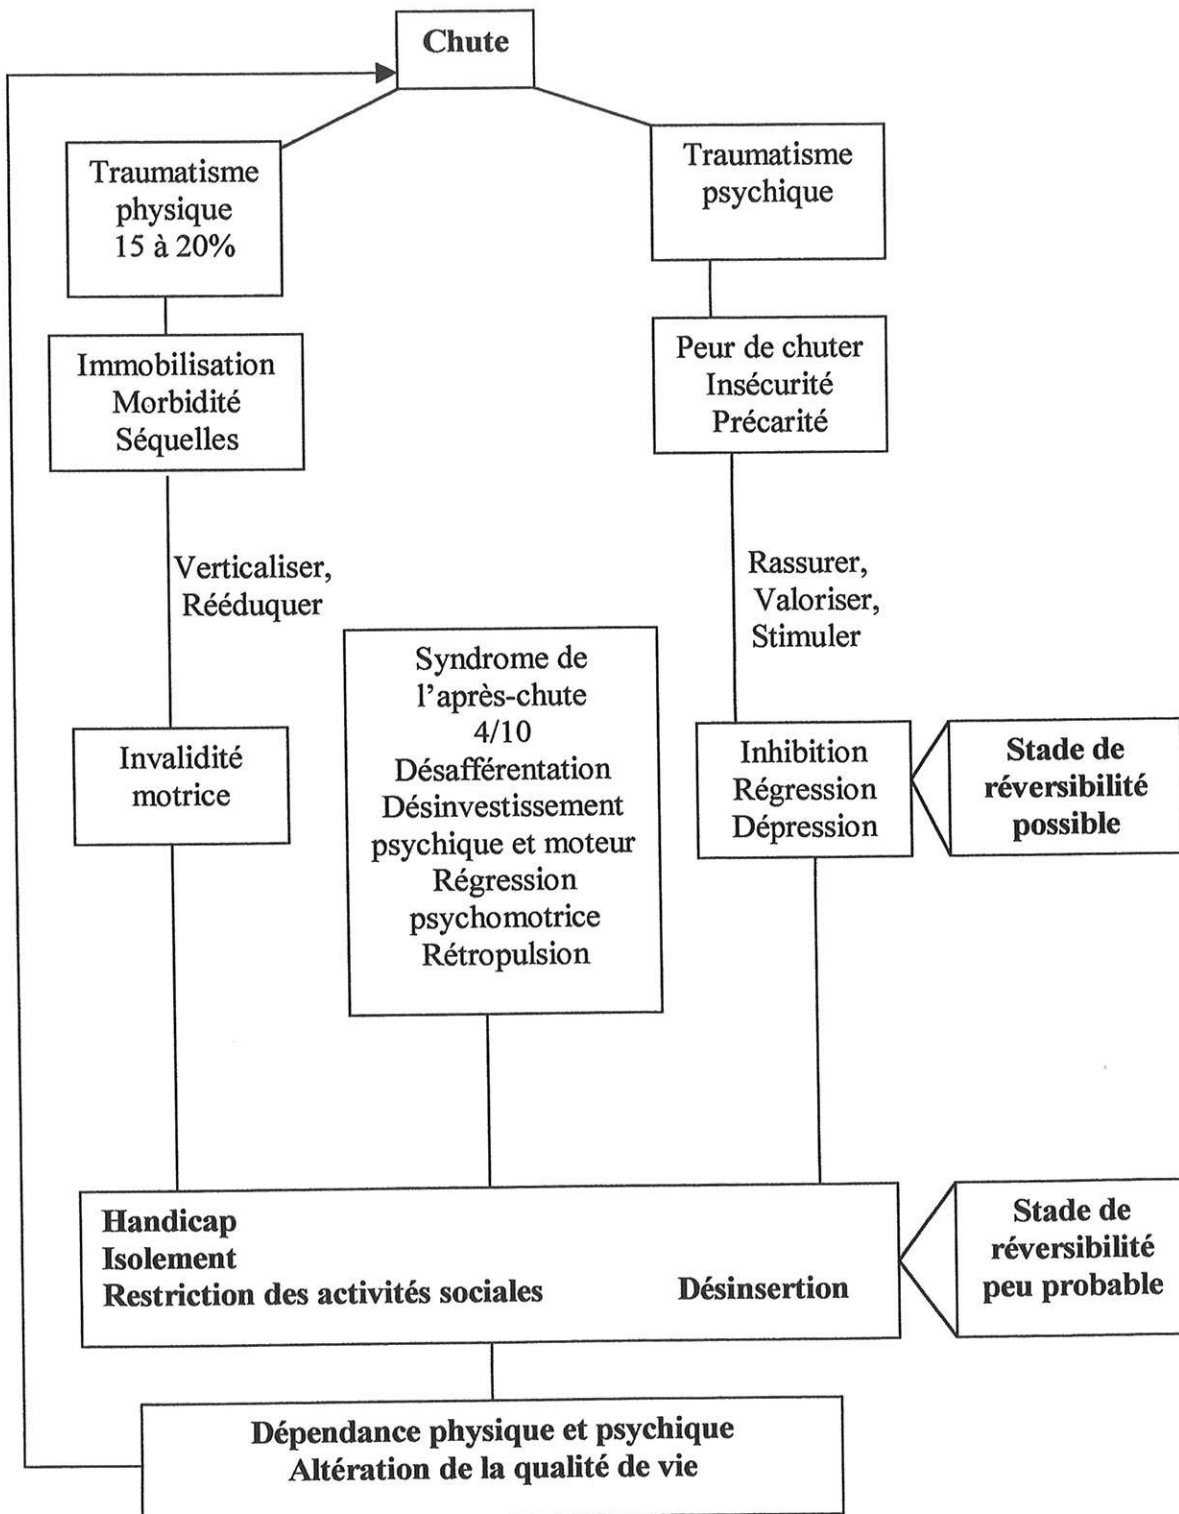 Chute
Traumatisme
physique
15 à 20%
Traumatisme
psychique
Immobilisation
Morbidité
Séquelles
Peur de chuter
Insécurité
Précarité
Verticaliser,
Rééduquer
Rassurer,
Valoriser,
Stimuler
Syndrome de
l'après-chute
4/10
Désafférentation
Désinvestissement
psychique et moteur
Régression
psychomotrice
Rétropulsion
Invalidité
motrice
Inhibition
Régression
Dépression
Stade de
réversibilité
possible
Handicap
Isolement
Restriction des activités sociales Désinsertion
Stade de
réversibilité
peu probable
Dépendance physique et psychique
Altération de la qualité de vie